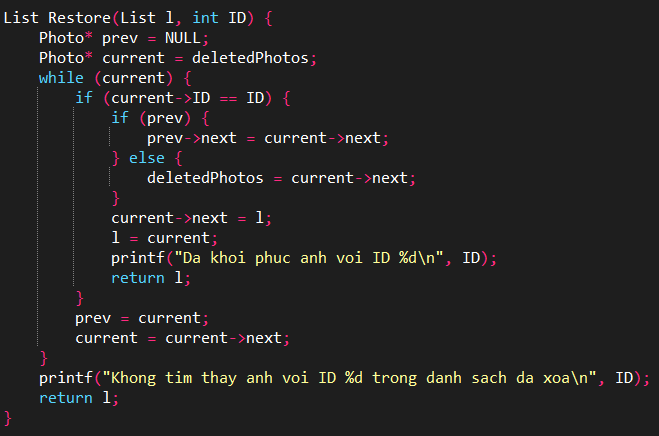 List Restore(List l, int ID) {
    Photo* prev = NULL;
    Photo* current = deletedPhotos;
    while (current) {
        if (current->ID == ID) {
            if (prev) {
                prev->next = current->next;
            } else {
                deletedPhotos = current->next;
            }
            current->next = l;
            l = current;
            printf("Da khoi phuc anh voi ID %d\n", ID);
            return l;
        }
        prev = current;
        current = current->next;
    }
    printf("Khong tim thay anh voi ID %d trong danh sach da xoa\n", ID);
    return l;
}